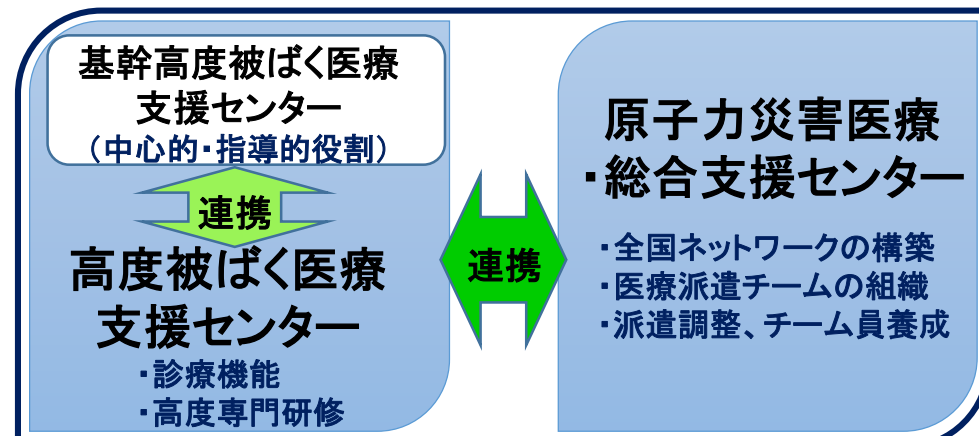 基幹高度被ばく医療
支援センター
（中心的・指導的役割）
連携
高度被ばく医療
支援センター
・診療機能
・高度専門研修
連携
原子力災害医療
・総合支援センター
・全国ネットワークの構築
・医療派遣チームの組織
・派遣調整、チーム員養成